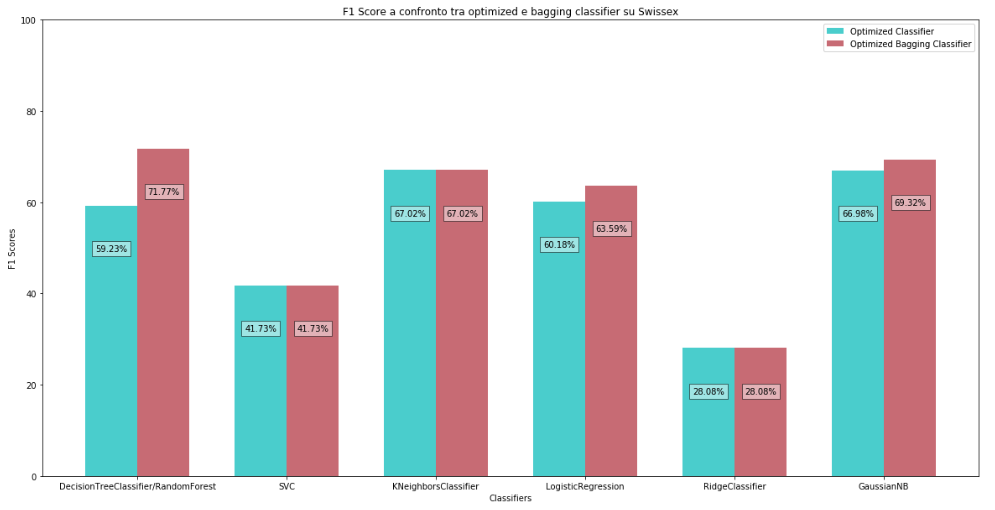 F1 Score a confronto tra optimized e bagging classifier su Swissex
Optimized Classifier
Optimized Bagging Classifier
100
80
60
40
20
0
F1 Scores
59.23%
71.77%
41.73%
41.73%
67.02%
67.02%
60.18%
63.59%
28.08%
28.08%
66.98%
69.32%
DecisionTreeClassifier/RandomForest
SVC
KNeighborsClassifier
LogisticRegression
RidgeClassifier
GaussianNB
Classifiers